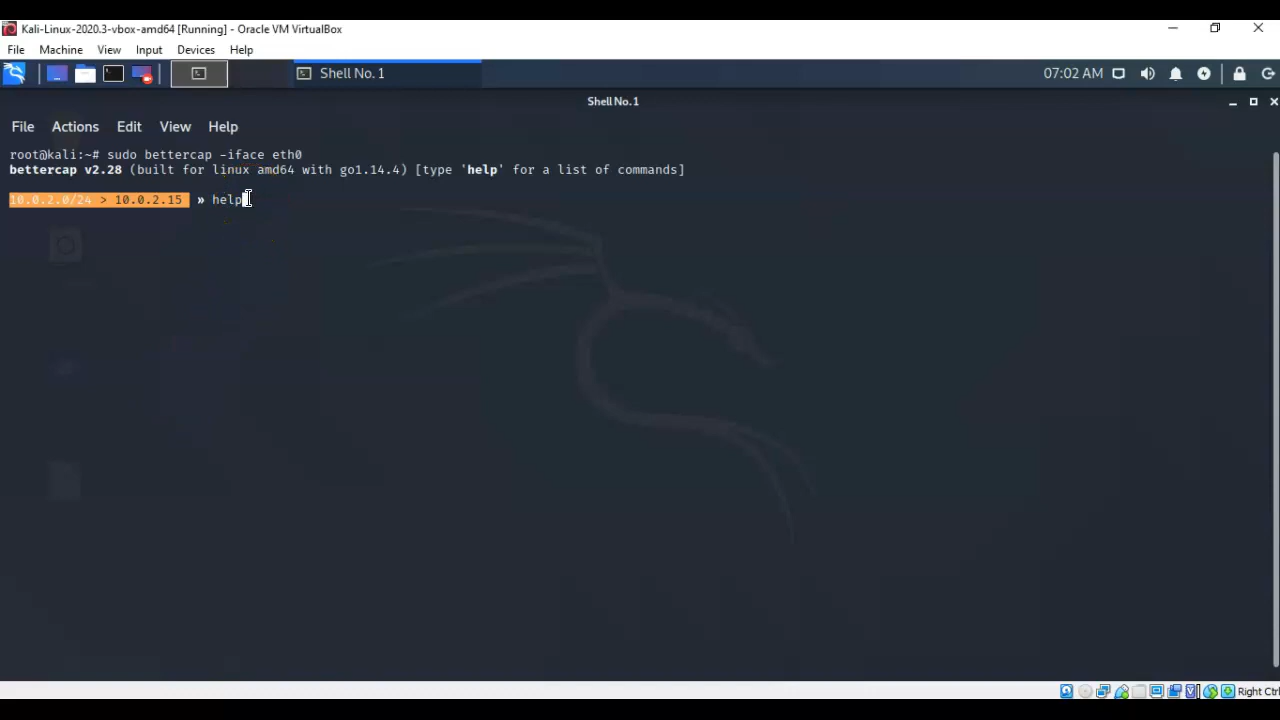 Kali-Linux-2020.3-vbox-amd64 [Running] - Oracle VM VirtualBox
File Machine View Input Devices Help
Shell No. 1
07:02 AM
Shell No. 1
File Actions Edit View Help
root@kali:~# sudo bettercap -iface eth0
bettercap v2.28 (built for linux amd64 with go1.14.4) [type 'help' for a list of commands]
10.0.2.0/24 > 10.0.2.15 » help
Right Ctrl